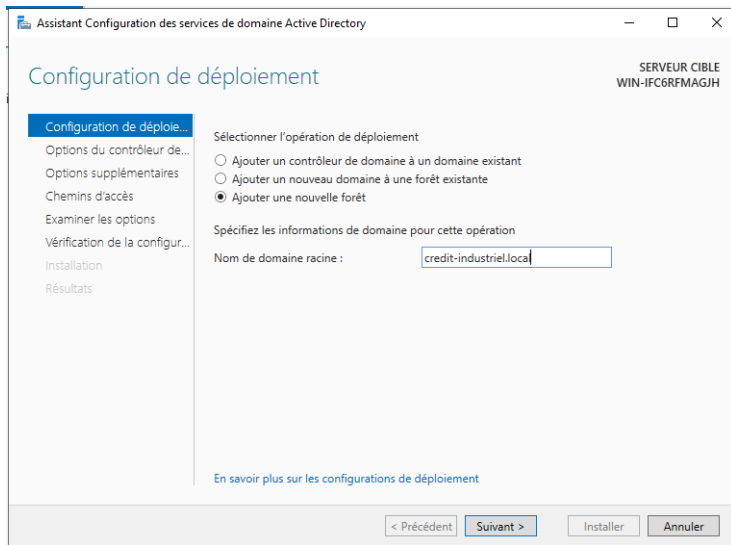 Assistant Configuration des services de domaine Active Directory
Configuration de déploiement
SERVEUR CIBLE
WIN-IFC6RFMAGJH
Configuration de déploie...
Options du contrôleur de...
Options supplémentaires
Chemins d'accès
Examiner les options
Vérification de la configur...
Installation
Résultats
Sélectionner l'opération de déploiement
Ajouter un contrôleur de domaine à un domaine existant
Ajouter un nouveau domaine à une forêt existante
Ajouter une nouvelle forêt
Spécifiez les informations de domaine pour cette opération
Nom de domaine racine : credit-industriel.local
En savoir plus sur les configurations de déploiement
< Précédent Suivant > Installer Annuler